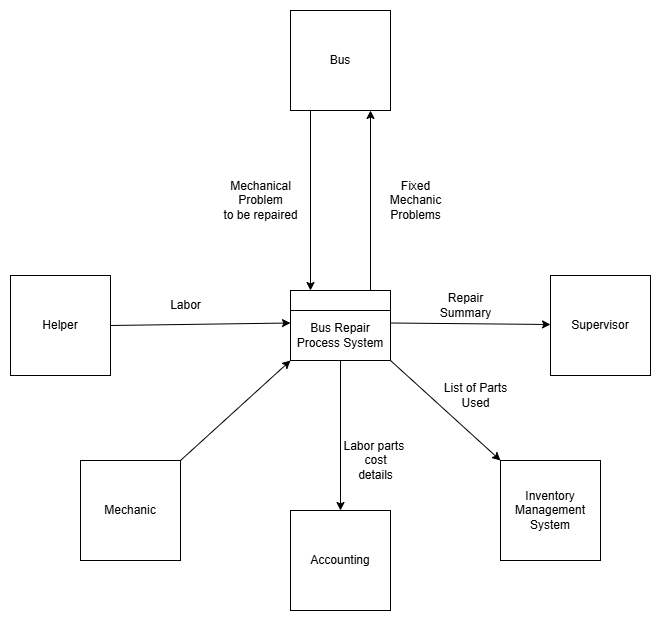 Bus
Mechanical
Problem
to be repaired
Fixed
Mechanic
Problems
Helper
Labor
Bus Repair
Process System
Repair
Summary
Supervisor
List of Parts
Used
Labor parts
cost
details
Mechanic
Accounting
Inventory
Management
System